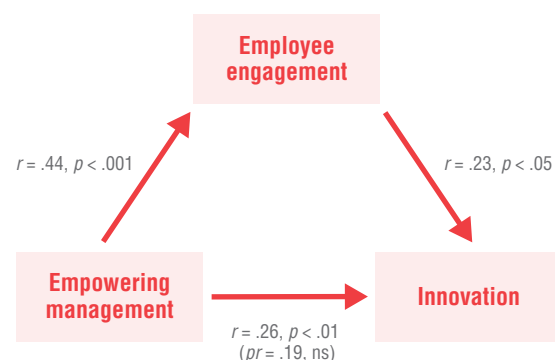 Employee
engagement
r = .44, p < .001
r = .23, p < .05
Empowering
management
Innovation
r = .26, p < .01
(pr = .19, ns)